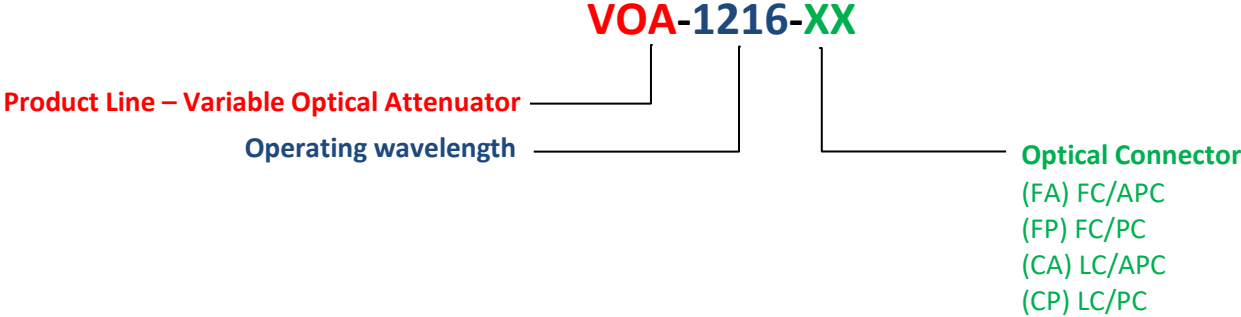 VOA-1216-XX
Product Line – Variable Optical Attenuator
Operating wavelength
Optical Connector
(FA) FC/APC
(FP) FC/PC
(CA) LC/APC
(CP) LC/PC